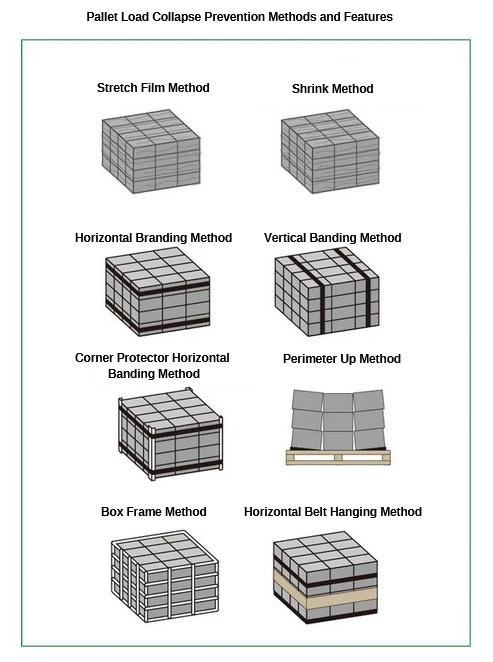 Pallet Load Collapse Prevention Methods and Features
Stretch Film Method
Shrink Method
Horizontal Branding Method
Vertical Banding Method
Corner Protector Horizontal
Banding Method
Perimeter Up Method
Box Frame Method
Horizontal Belt Hanging Method